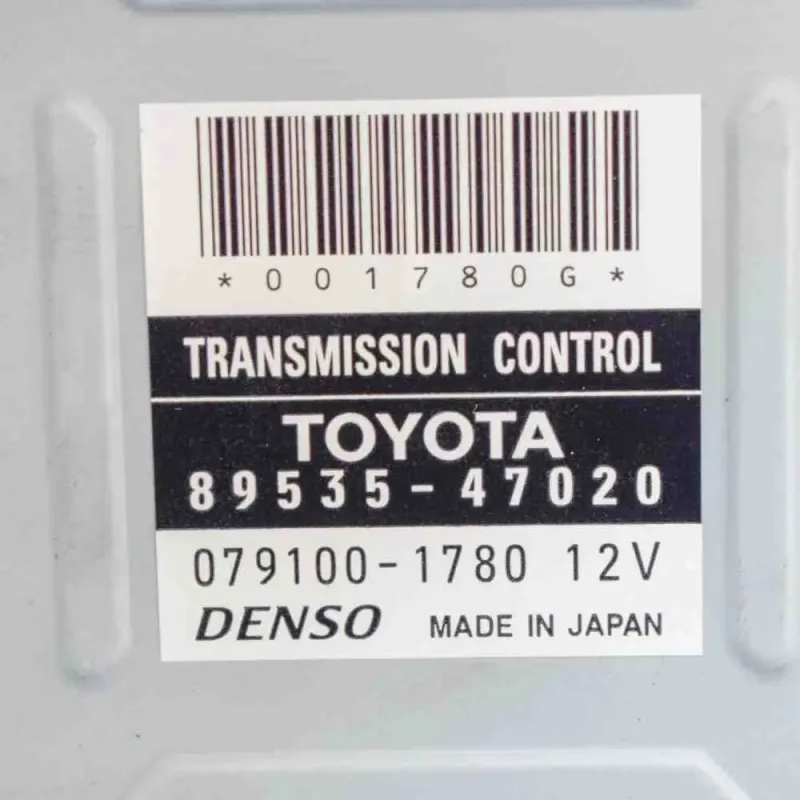 *001780G*
TRANSMISSION CONTROL
TOYOTA
89535-47020
079100-1780 12V
DENSO MADE IN JAPAN